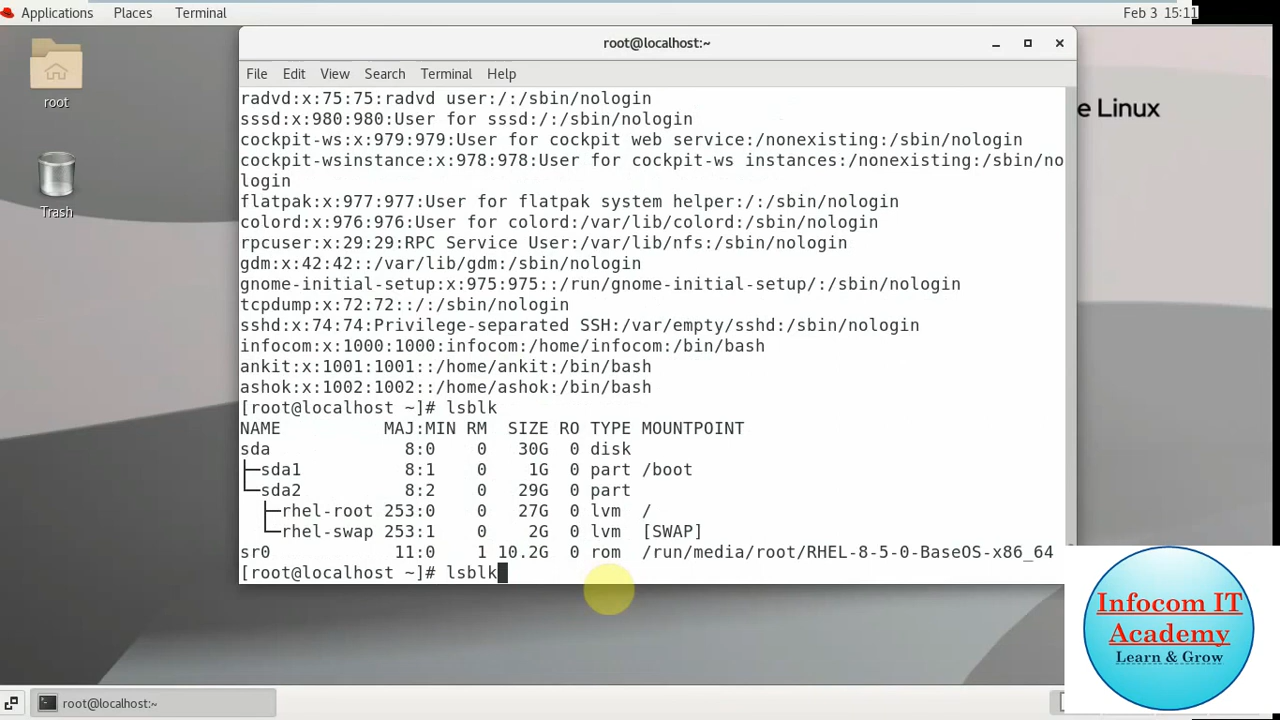 Applications Places Terminal Feb 3 15:11
root@localhost:~
File Edit View Search Terminal Help
root
Trash
e Linux
radvd:x:75:75:radvd user:/:/sbin/nologin
sssd:x:980:980:User for sssd:/:/sbin/nologin
cockpit-ws:x:979:979:User for cockpit web service:/nonexisting:/sbin/nologin
cockpit-wsinstance:x:978:978:User for cockpit-ws instances:/nonexisting:/sbin/no
login
flatpak:x:977:977:User for flatpak system helper:/:/sbin/nologin
colord:x:976:976:User for colord:/var/lib/colord:/sbin/nologin
rpcuser:x:29:29:RPC Service User:/var/lib/nfs:/sbin/nologin
gdm:x:42:42::/var/lib/gdm:/sbin/nologin
gnome-initial-setup:x:975:975::/run/gnome-initial-setup/:/sbin/nologin
tcpdump:x:72:72::/:/sbin/nologin
sshd:x:74:74:Privilege-separated SSH:/var/empty/sshd:/sbin/nologin
infocom:x:1000:1000:infocom:/home/infocom:/bin/bash
ankit:x:1001:1001::/home/ankit:/bin/bash
ashok:x:1002:1002::/home/ashok:/bin/bash
[root@localhost ~]# lsblk
NAME MAJ:MIN RM SIZE RO TYPE MOUNTPOINT
sda 8:0 0 30G 0 disk
├─sda1 8:1 0 1G 0 part /boot
└─sda2 8:2 0 29G 0 part
├─rhel-root 253:0 0 27G 0 lvm /
└─rhel-swap 253:1 0 2G 0 lvm [SWAP]
sr0 11:0 1 10.2G 0 rom /run/media/root/RHEL-8-5-0-BaseOS-x86_64
[root@localhost ~]# lsblk
Infocom IT
Academy
Learn & Grow
root@localhost:~